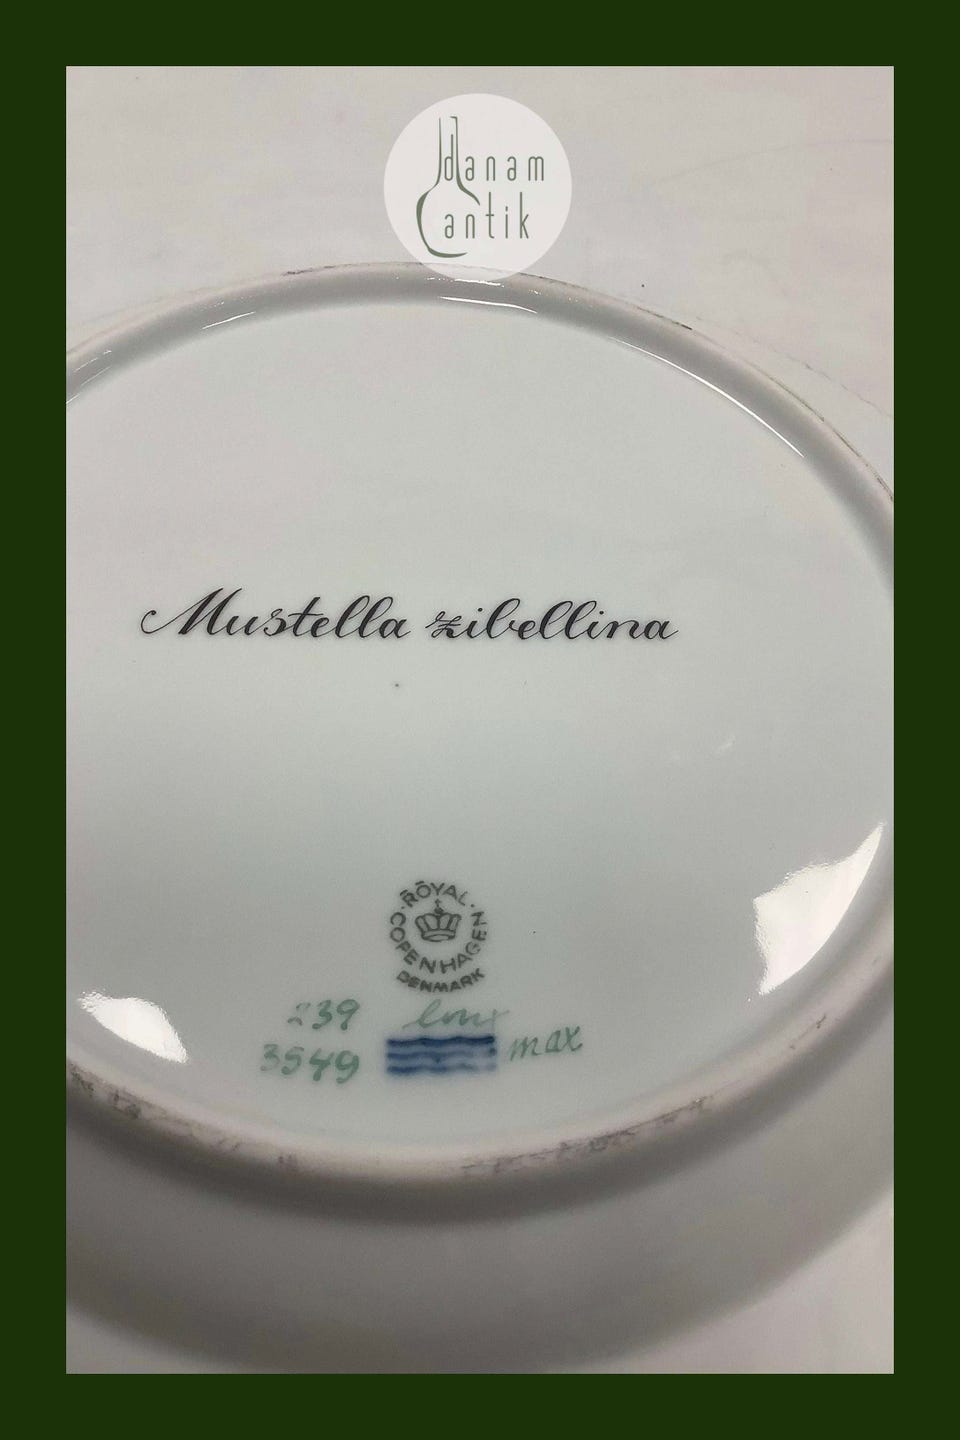 danam
antik
Mustella zibellina
ROYAL
COPENHAGEN
DENMARK
239
3549
max